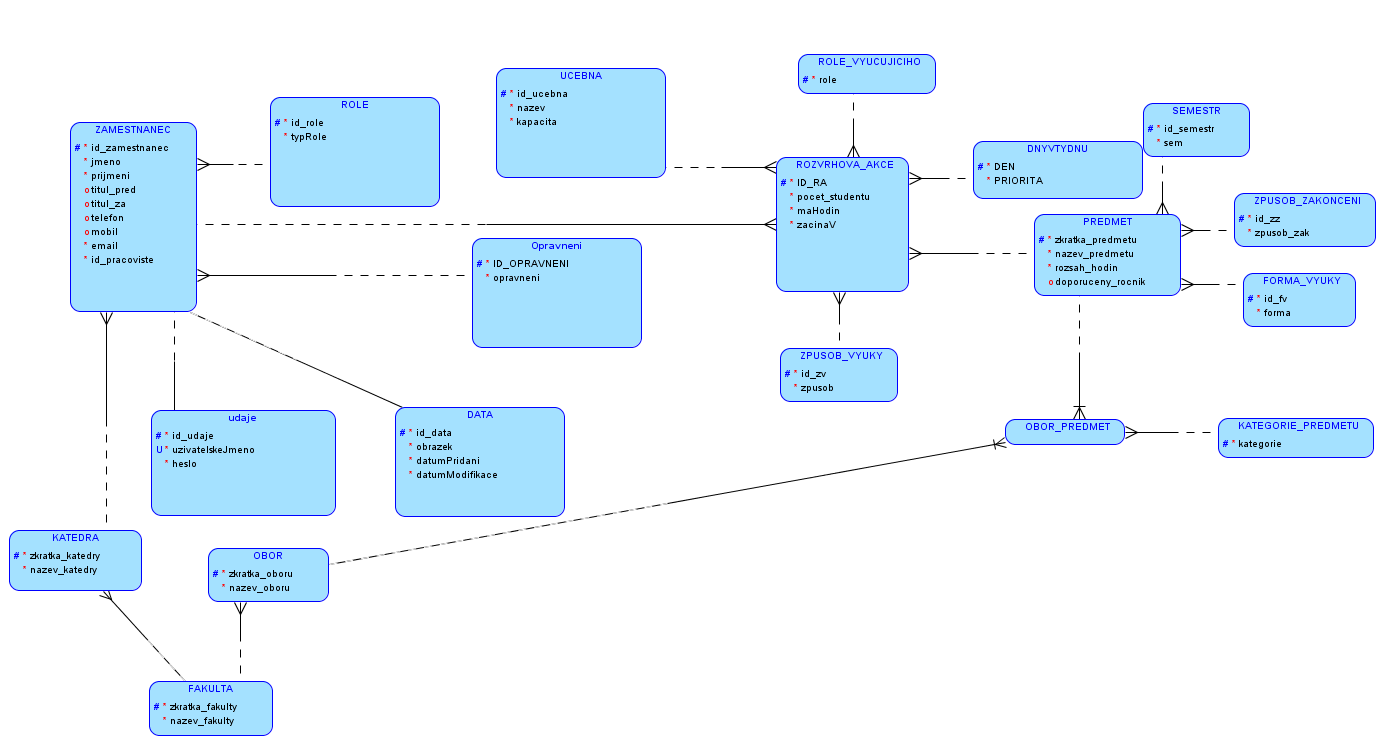 ZAMESTNANEC
# * id_zamestnanec
* jmeno
* prijmeni
o titul_pred
o titul_za
o telefon
o mobil
* email
* id_pracoviste
ROLE
# * id_role
* typRole
UCEBNA
# * id_ucebna
* nazev
* kapacita
ROLE_VYUCUJICIHO
# * role
ROZVRHOVA_AKCE
# * ID_RA
* pocet_studentu
* maHodin
* zacinaV
DNYVTYDNU
# * DEN
* PRIORITA
SEMESTR
# * id_semestr
* sem
ZPUSOB_ZAKONCENI
# * id_zz
* zpusob_zak
PREDMET
# * zkratka_predmetu
* nazev_predmetu
* rozsah_hodin
o doporuceny_rocnik
FORMA_VYUKY
# * id_fv
* forma
Opravneni
# * ID_OPRAVNENI
* opravneni
ZPUSOB_VYUKY
# * id_zv
* zpusob
udaje
# * id_udaje
U * uzivatelskeJmeno
* heslo
DATA
# * id_data
* obrazek
* datumPridani
* datumModifikace
OBOR_PREDMET
KATEGORIE_PREDMETU
# * kategorie
KATEDRA
# * zkratka_katedry
* nazev_katedry
OBOR
# * zkratka_oboru
* nazev_oboru
FAKULTA
# * zkratka_fakulty
* nazev_fakulty